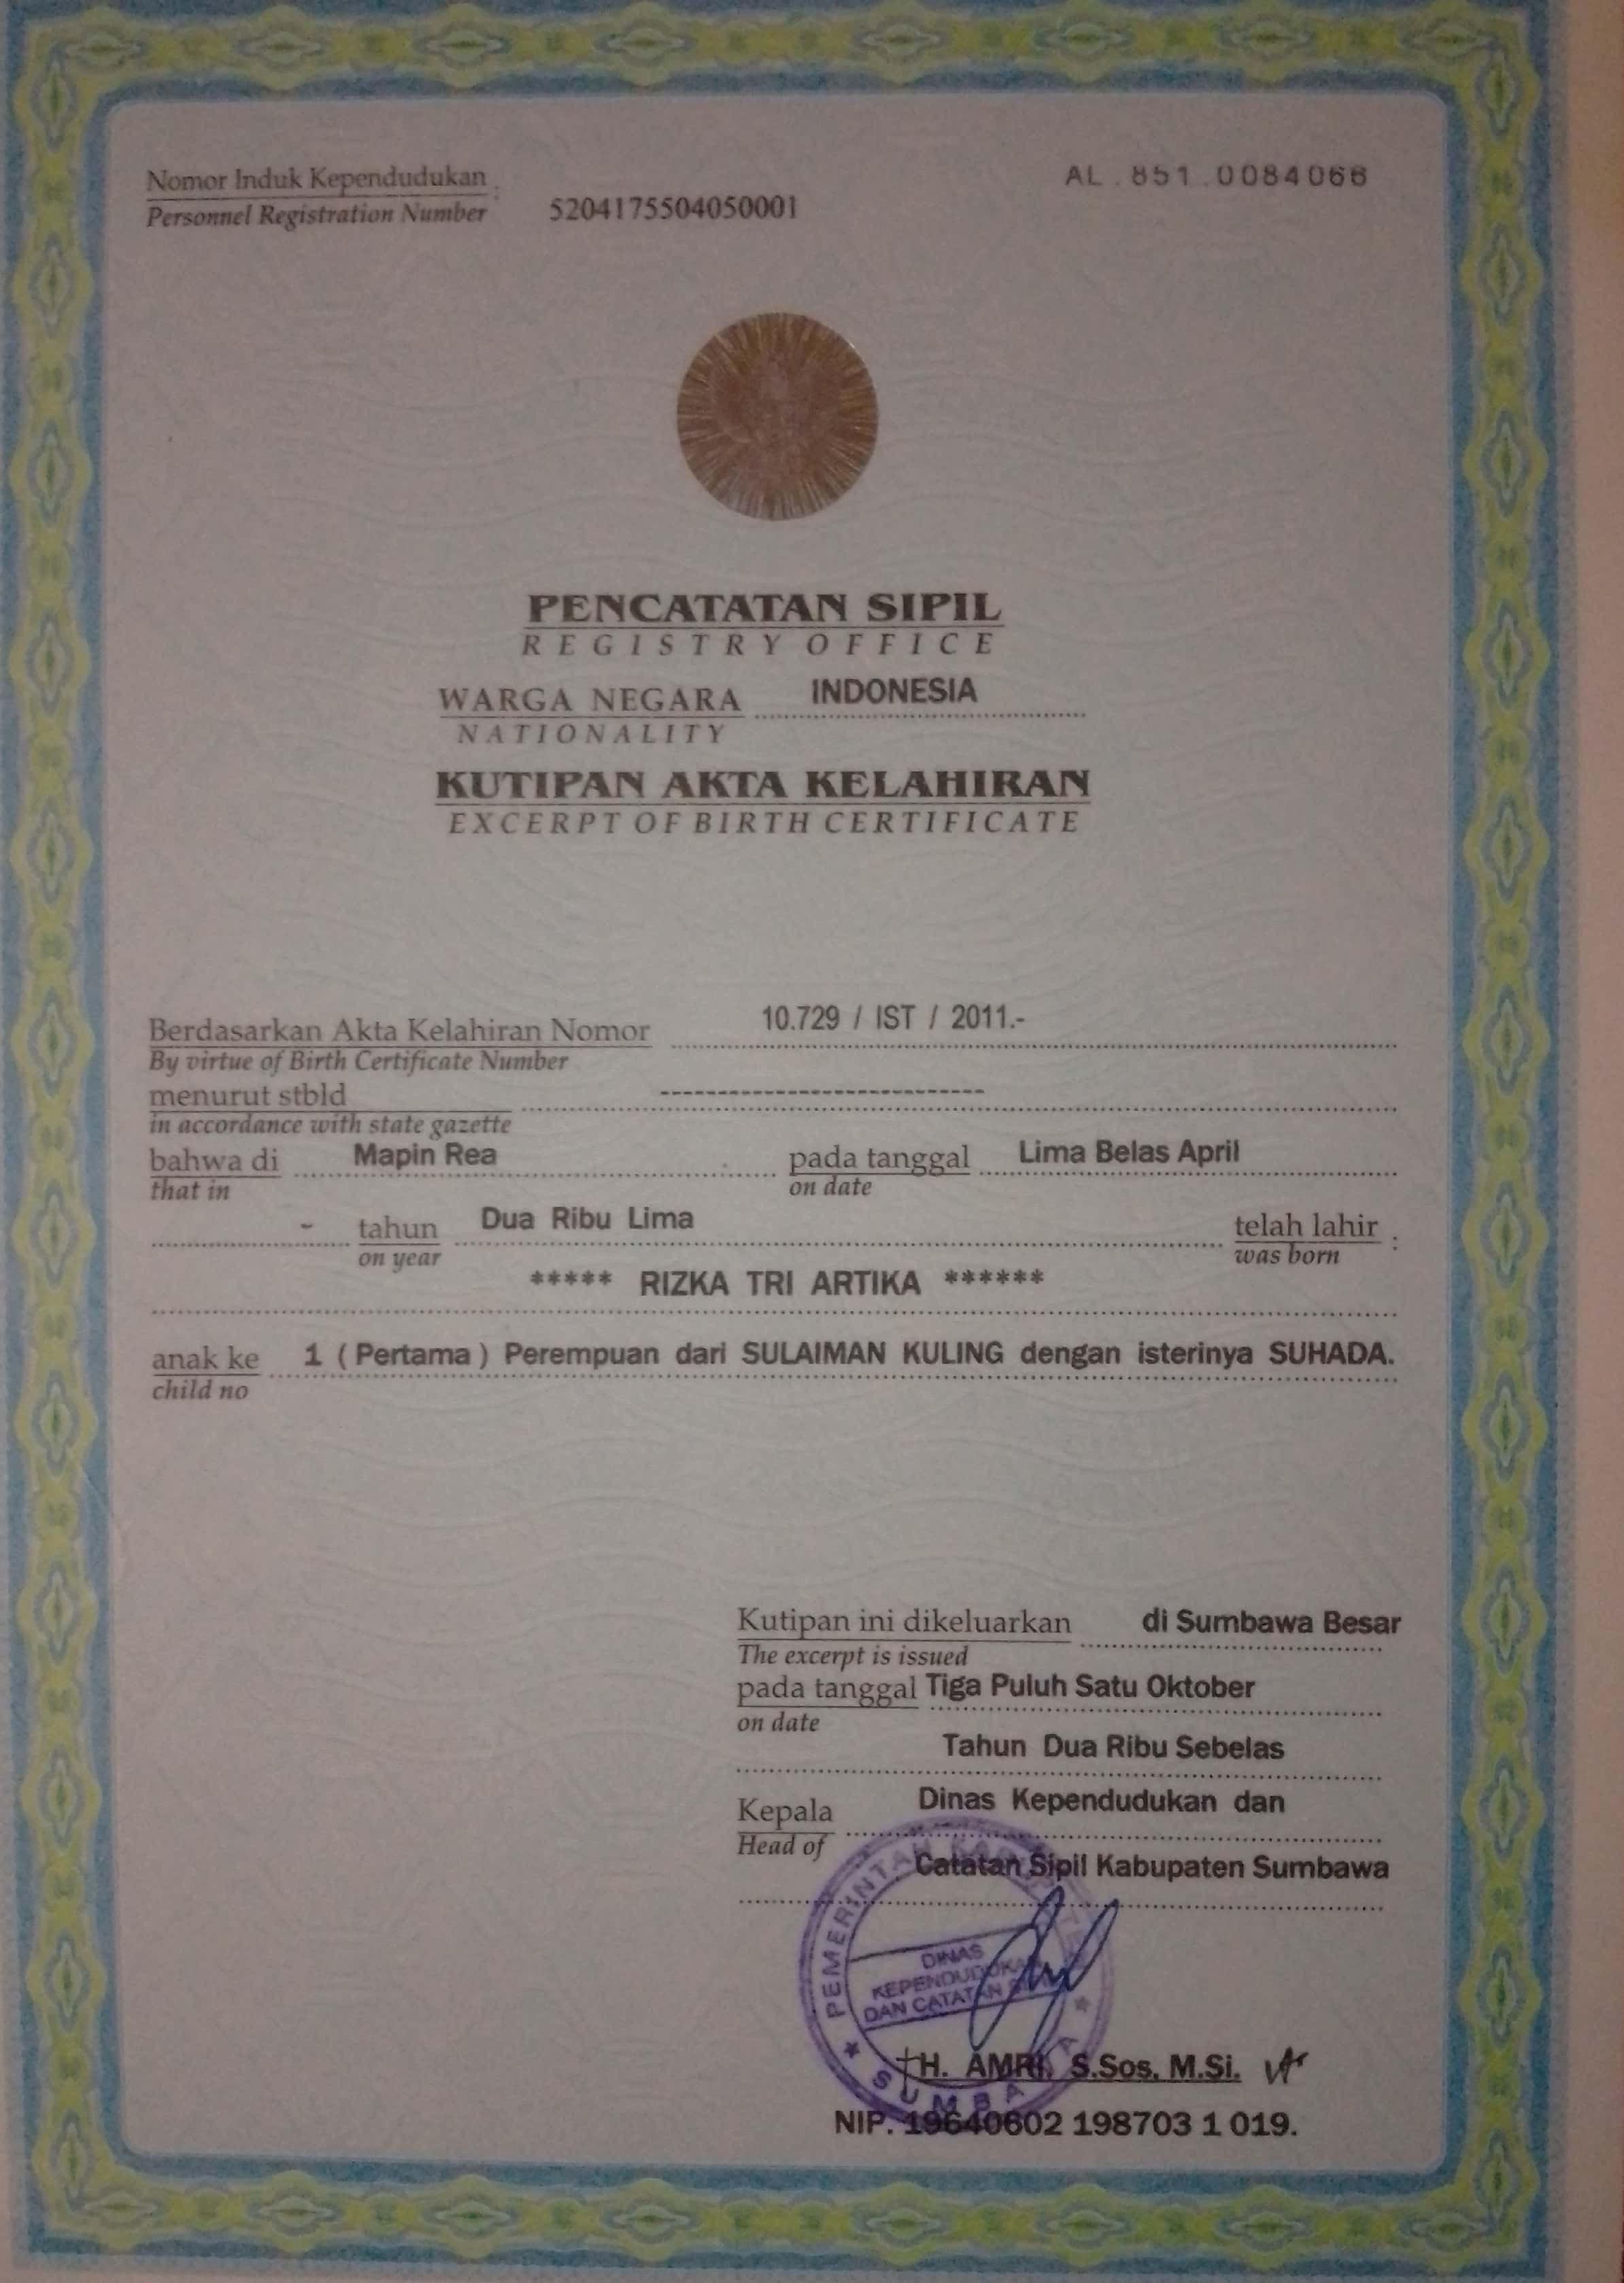 Nomor Induk Kependudukan :
Personnel Registration Number
5204175504050001
AL . 851 . 0084066
PENCATATAN SIPIL
REGISTRY OFFICE
WARGA NEGARA INDONESIA
NATIONALITY
KUTIPAN AKTA KELAHIRAN
EXCERPT OF BIRTH CERTIFICATE
Berdasarkan Akta Kelahiran Nomor 10.729 / IST / 2011.-
By virtue of Birth Certificate Number
menurut stbld --------------------------
in accordance with state gazette
bahwa di Mapin Rea pada tanggal Lima Belas April
that in on date
- tahun Dua Ribu Lima telah lahir :
on year was born
***** RIZKA TRI ARTIKA ******
anak ke 1 ( Pertama ) Perempuan dari SULAIMAN KULING dengan isterinya SUHADA.
child no
Kutipan ini dikeluarkan di Sumbawa Besar
The excerpt is issued
pada tanggal Tiga Puluh Satu Oktober
on date
Tahun Dua Ribu Sebelas
Kepala Dinas Kependudukan dan
Head of
Catatan Sipil Kabupaten Sumbawa
PEMERINTAH
DINAS
KEPENDUDUKAN
DAN CATATAN
SUMBAWA
H. AMRI, S.Sos, M.Si.
NIP. 19640602 198703 1 019.